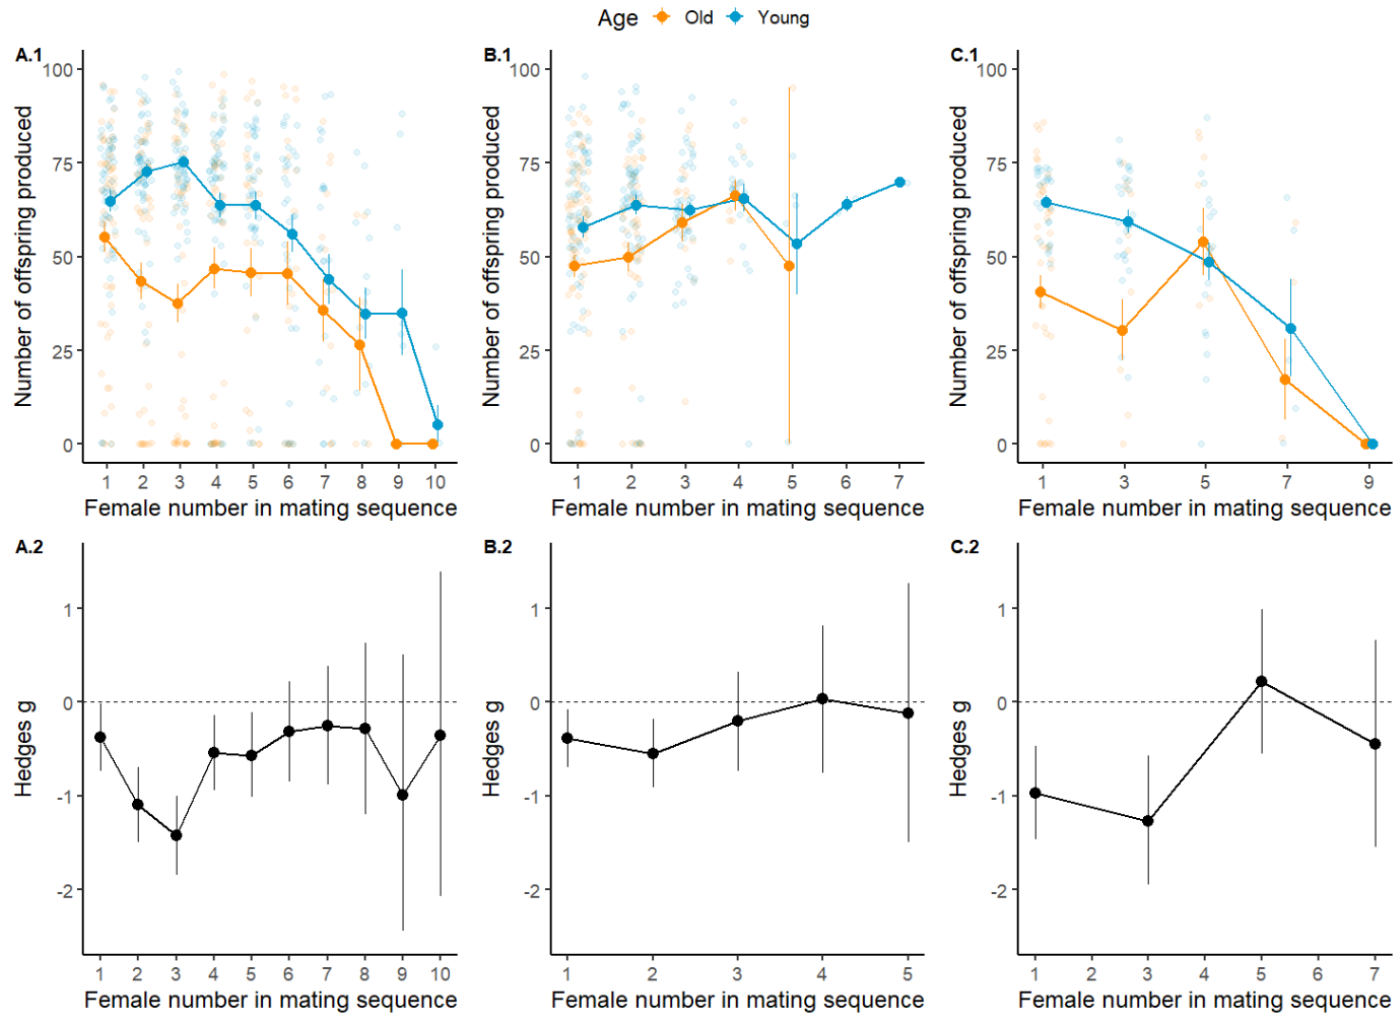 Age Old Young
A.1
100
75
50
25
0
Number of offspring produced
1 2 3 4 5 6 7 8 9 10
Female number in mating sequence
B.1
100
75
50
25
0
Number of offspring produced
1 2 3 4 5 6 7
Female number in mating sequence
C.1
100
75
50
25
0
Number of offspring produced
1 3 5 7 9
Female number in mating sequence
A.2
1
0
-1
-2
Hedges g
1 2 3 4 5 6 7 8 9 10
Female number in mating sequence
B.2
1
0
-1
-2
Hedges g
1 2 3 4 5
Female number in mating sequence
C.2
1
0
-1
-2
Hedges g
1 2 3 4 5 6 7
Female number in mating sequence